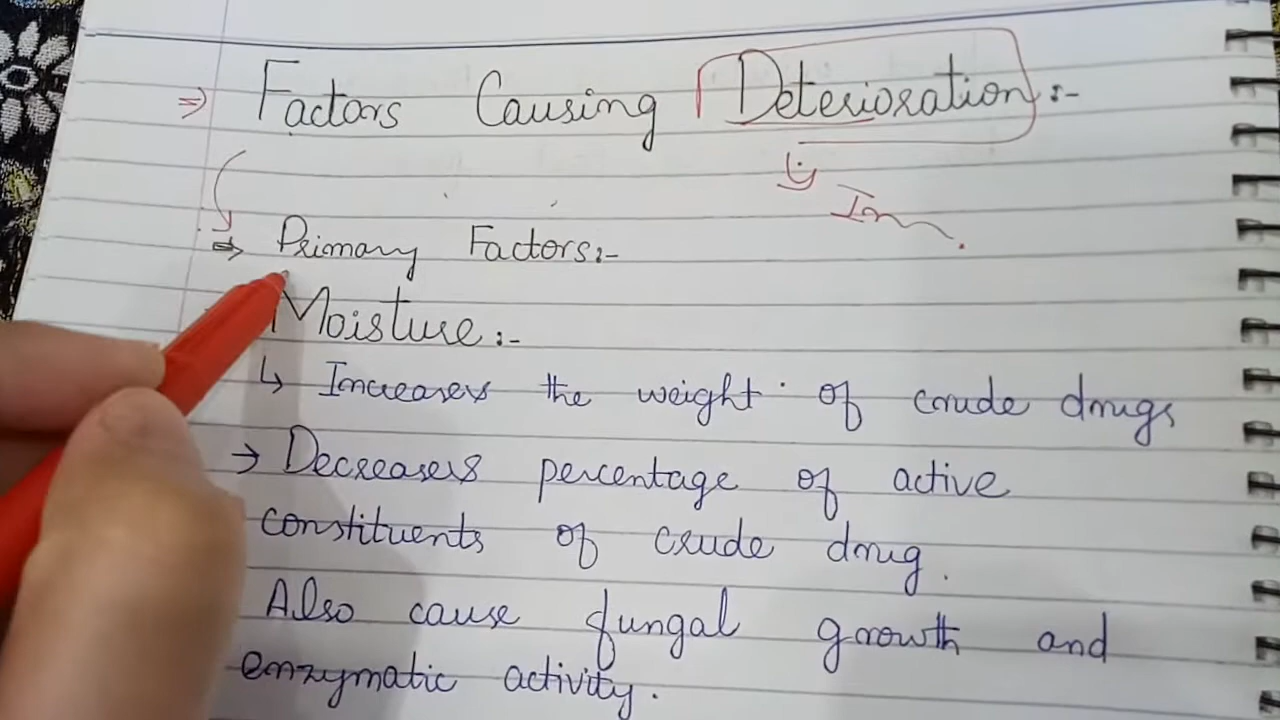 ⇒ Factors Causing Deterioration:-
Im
⇒ Primary Factors:-
Moisture:-
↳ Increases the weight of crude drugs
→ Decreases percentage of active
constituents of crude drug.
Also cause fungal growth and
enzymatic activity.